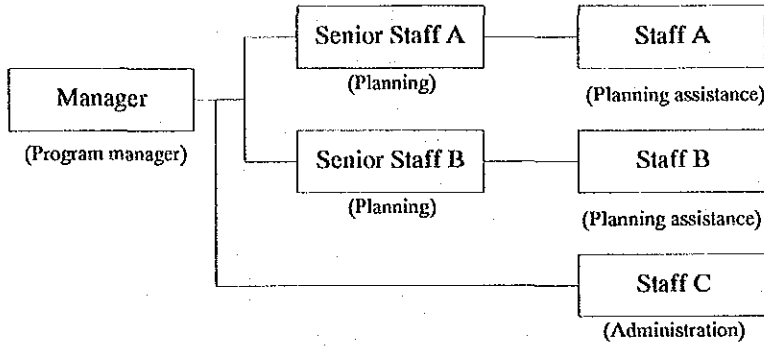 Senior Staff A
Staff A
(Planning)
(Planning assistance)
Manager
(Program manager)
Senior Staff B
Staff B
(Planning)
(Planning assistance)
Staff C
(Administration)